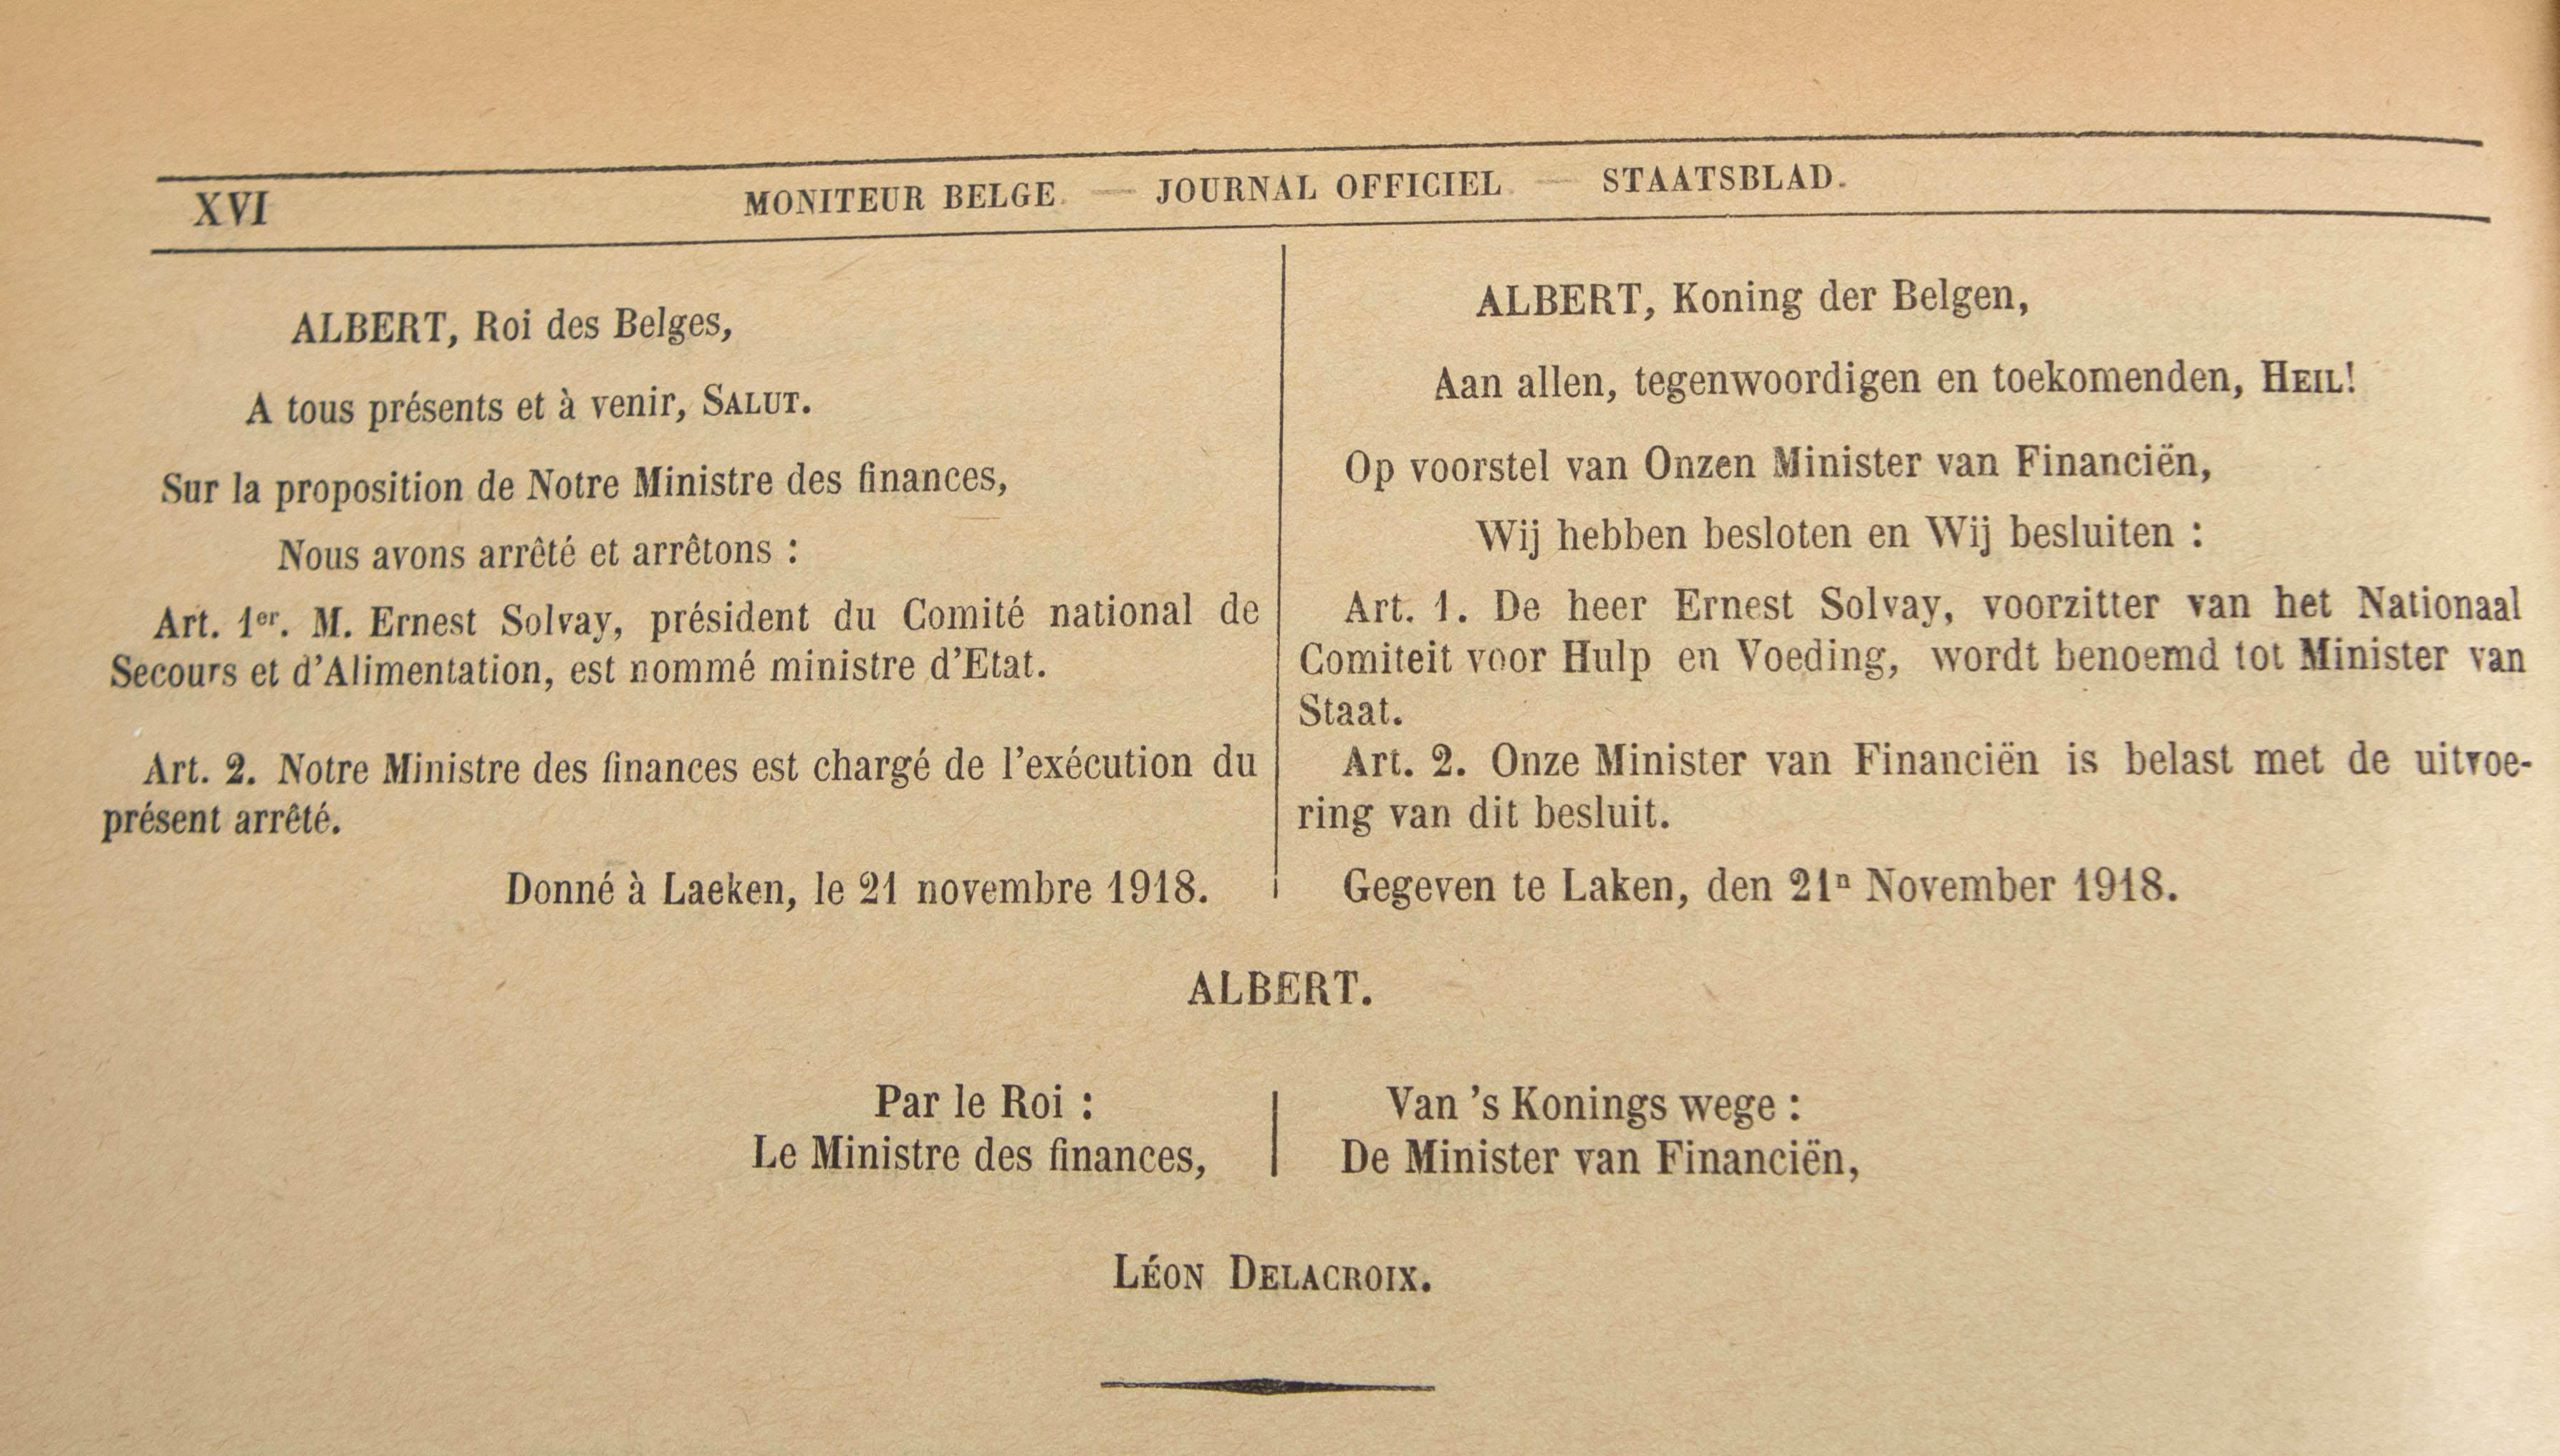 XVI MONITEUR BELGE. — JOURNAL OFFICIEL. — STAATSBLAD.
ALBERT, Roi des Belges,
A tous présents et à venir, SALUT.
Sur la proposition de Notre Ministre des finances,
Nous avons arrêté et arrêtons :
Art. 1er. M. Ernest Solvay, président du Comité national de
Secours et d'Alimentation, est nommé ministre d'Etat.
Art. 2. Notre Ministre des finances est chargé de l'exécution du
présent arrêté.
Donné à Laeken, le 21 novembre 1918.
ALBERT, Koning der Belgen,
Aan allen, tegenwoordigen en toekomenden, HEIL!
Op voorstel van Onzen Minister van Financiën,
Wij hebben besloten en Wij besluiten :
Art. 1. De heer Ernest Solvay, voorzitter van het Nationaal
Comiteit voor Hulp en Voeding, wordt benoemd tot Minister van
Staat.
Art. 2. Onze Minister van Financiën is belast met de uitvoe-
ring van dit besluit.
Gegeven te Laken, den 21n November 1918.
ALBERT.
Par le Roi :
Le Ministre des finances,
Van 's Konings wege :
De Minister van Financiën,
LÉON DELACROIX.